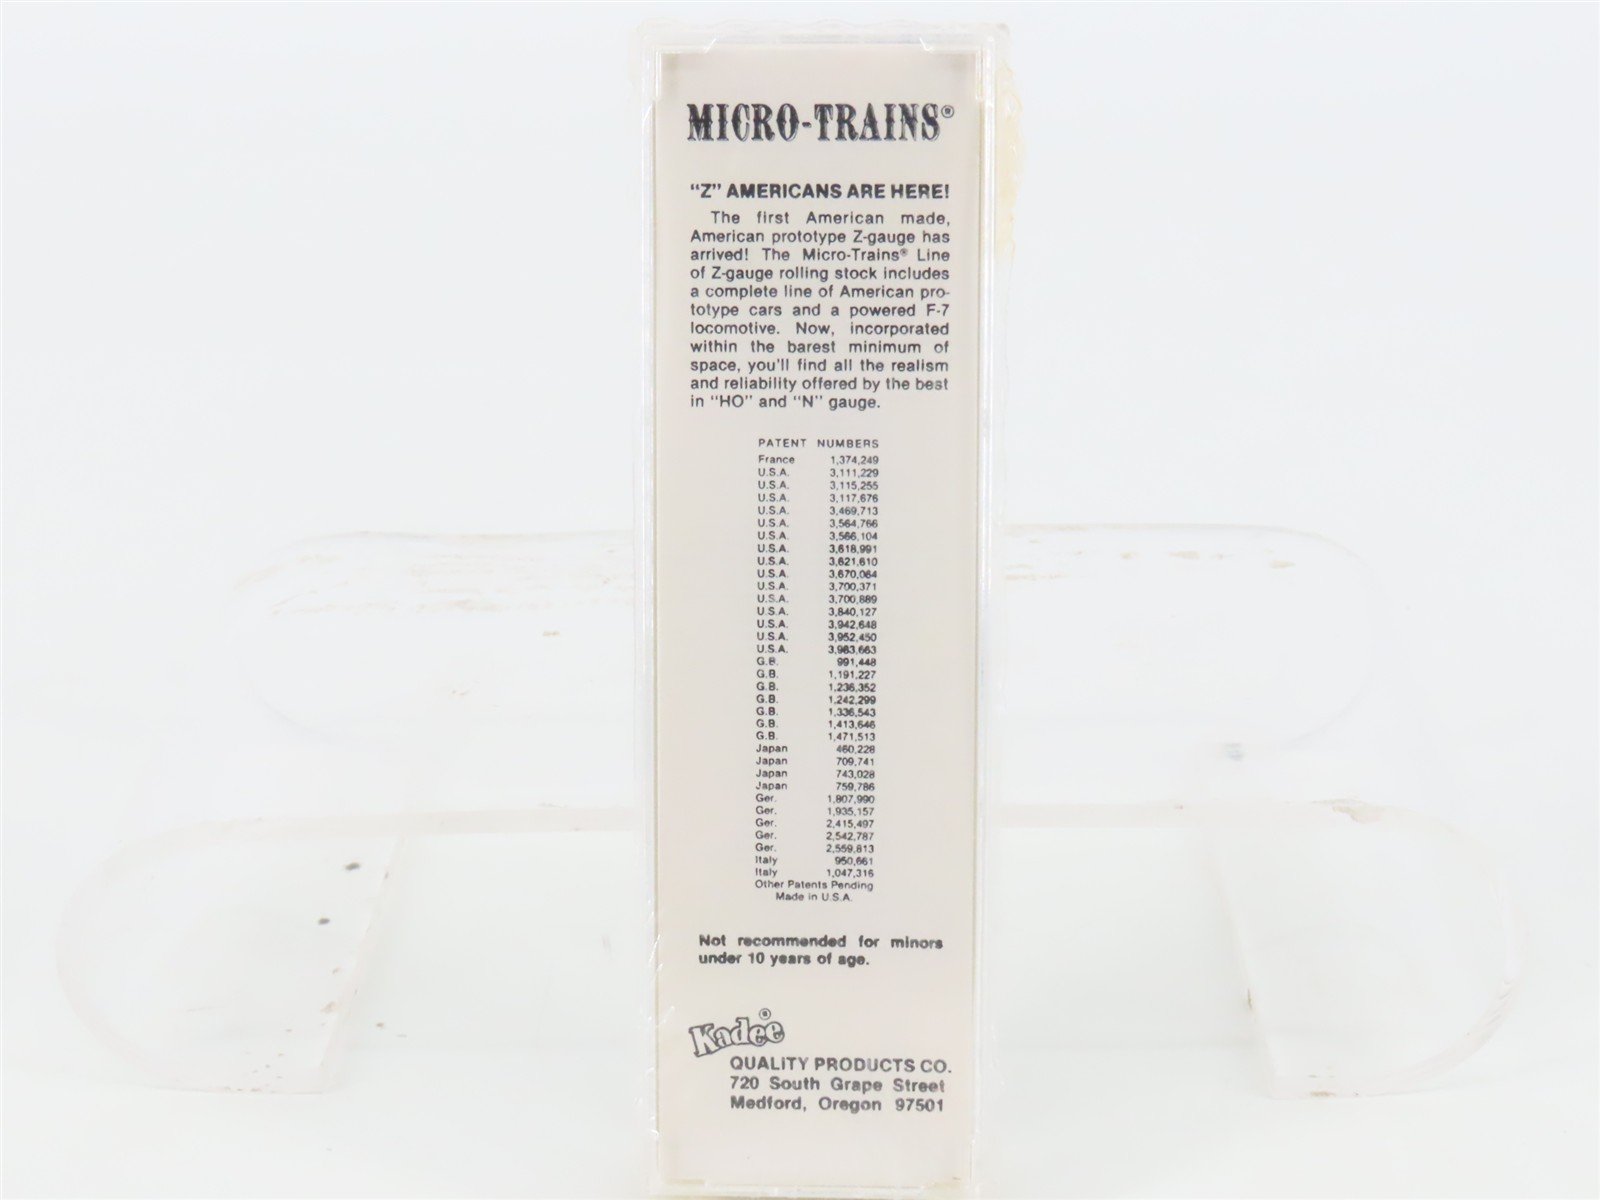 MICRO-TRAINS®
"Z" AMERICANS ARE HERE!
The first American made,
American prototype Z-gauge has
arrived! The Micro-Trains® Line
of Z-gauge rolling stock includes
a complete line of American pro-
totype cars and a powered F-7
locomotive. Now, incorporated
within the barest minimum of
space, you'll find all the realism
and reliability offered by the best
in "HO" and "N" gauge.
PATENT NUMBERS
France 1,374,249
U.S.A. 3,111,229
U.S.A. 3,115,255
U.S.A. 3,117,676
U.S.A. 3,469,713
U.S.A. 3,564,766
U.S.A. 3,566,104
U.S.A. 3,618,991
U.S.A. 3,621,610
U.S.A. 3,670,064
U.S.A. 3,700,371
U.S.A. 3,700,889
U.S.A. 3,840,127
U.S.A. 3,942,648
U.S.A. 3,952,450
U.S.A. 3,983,663
G.B. 991,448
G.B. 1,191,227
G.B. 1,236,352
G.B. 1,242,299
G.B. 1,336,543
G.B. 1,413,646
G.B. 1,471,513
Japan 460,228
Japan 709,741
Japan 743,028
Japan 759,786
Ger. 1,807,990
Ger. 1,935,157
Ger. 2,415,497
Ger. 2,542,787
Ger. 2,559,813
Italy 950,661
Italy 1,047,316
Other Patents Pending
Made in U.S.A.
Not recommended for minors
under 10 years of age.
Kadee®
QUALITY PRODUCTS CO.
720 South Grape Street
Medford, Oregon 97501